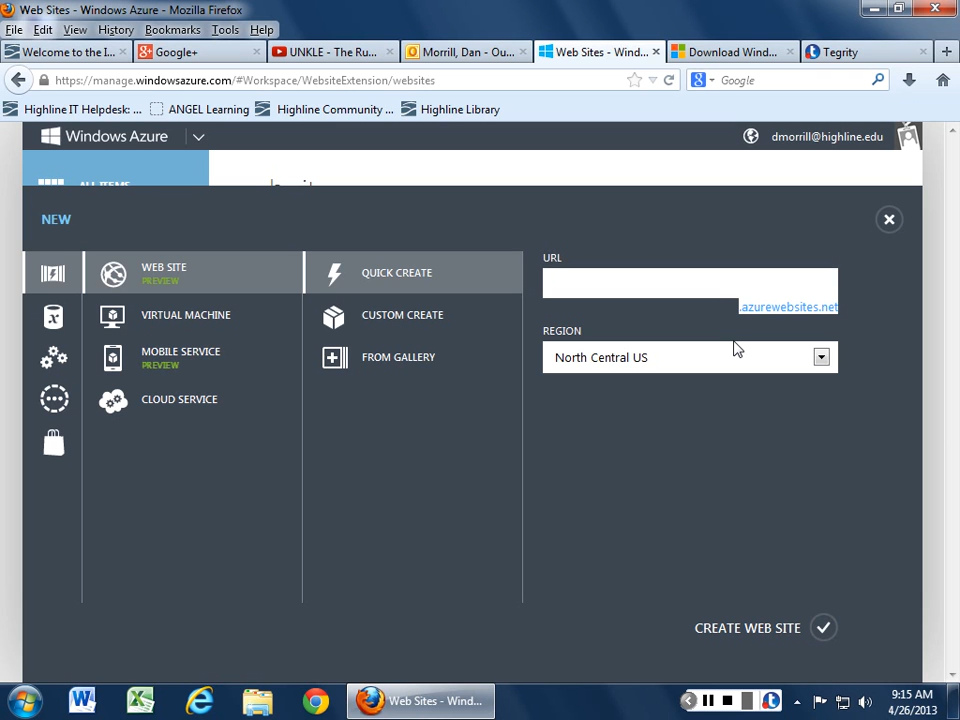 Web Sites - Windows Azure - Mozilla Firefox
File Edit View History Bookmarks Tools Help
Welcome to the I...
Google+
UNKLE - The Ru...
Morrill, Dan - Ou...
Web Sites - Wind...
Download Wind...
Tegrity
https://manage.windowsazure.com/#Workspace/WebsiteExtension/websites
Google
Highline IT Helpdesk: ...
ANGEL Learning
Highline Community ...
Highline Library
Windows Azure
dmorrill@highline.edu
ALL ITEMS
NEW
WEB SITE
PREVIEW
VIRTUAL MACHINE
MOBILE SERVICE
PREVIEW
CLOUD SERVICE
QUICK CREATE
CUSTOM CREATE
FROM GALLERY
URL
.azurewebsites.net
REGION
North Central US
CREATE WEB SITE
Web Sites - Wind...
9:15 AM
4/26/2013